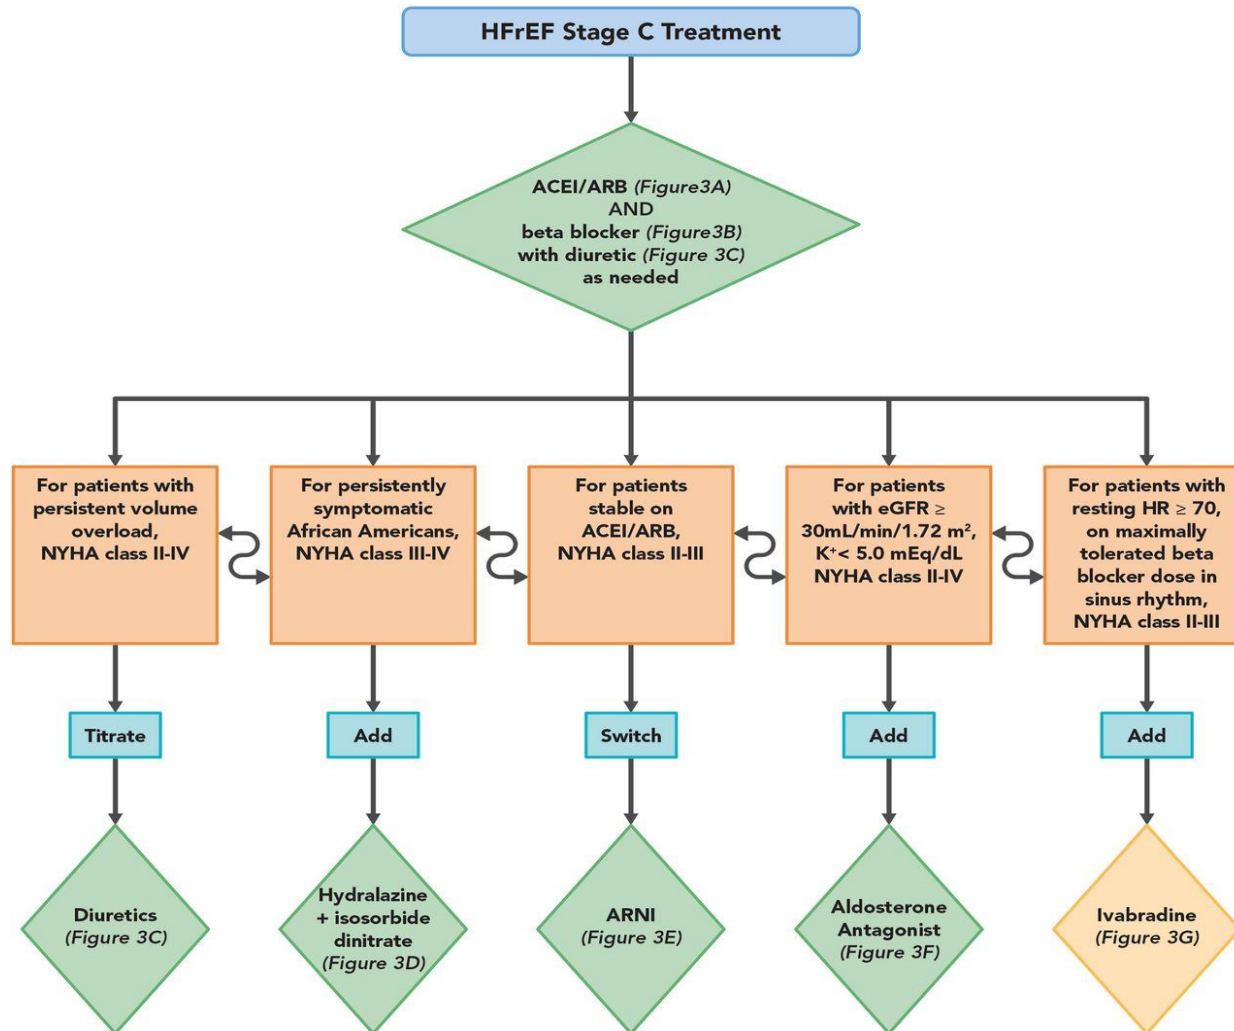 HFrEF Stage C Treatment
ACEI/ARB (Figure3A)
AND
beta blocker (Figure3B)
with diuretic (Figure 3C)
as needed
For patients with
persistent volume
overload,
NYHA class II-IV
For persistently
symptomatic
African Americans,
NYHA class III-IV
For patients
stable on
ACEI/ARB,
NYHA class II-III
For patients
with eGFR ≥
30mL/min/1.72 m²,
K⁺< 5.0 mEq/dL
NYHA class II-IV
For patients with
resting HR ≥ 70,
on maximally
tolerated beta
blocker dose in
sinus rhythm,
NYHA class II-III
Titrate
Add
Switch
Add
Add
Diuretics
(Figure 3C)
Hydralazine
+ isosorbide
dinitrate
(Figure 3D)
ARNI
(Figure 3E)
Aldosterone
Antagonist
(Figure 3F)
Ivabradine
(Figure 3G)